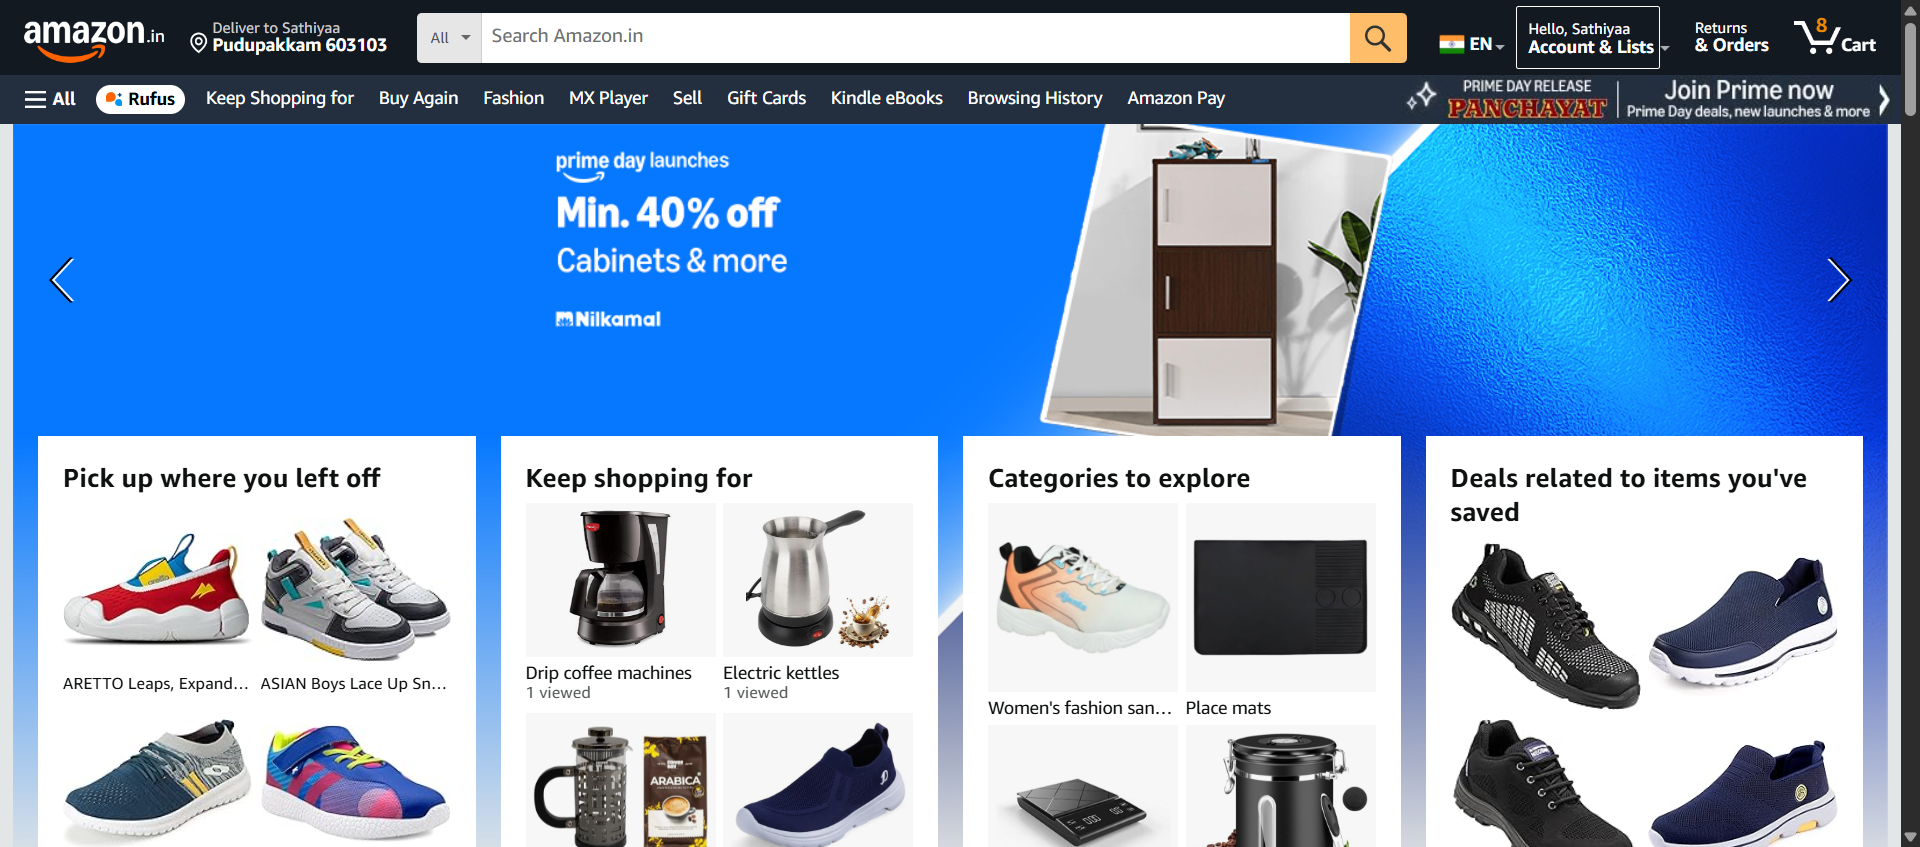 amazon.in
Deliver to Sathiyaa
Pudupakkam 603103
All
Search Amazon.in
EN
Hello, Sathiyaa
Account & Lists
Returns
& Orders
8
Cart
All
Rufus
Keep Shopping for
Buy Again
Fashion
MX Player
Sell
Gift Cards
Kindle eBooks
Browsing History
Amazon Pay
PRIME DAY RELEASE
PANCHAYAT
Join Prime now
Prime Day deals, new launches & more
prime day launches
Min. 40% off
Cabinets & more
Nilkamal
Pick up where you left off
ARETTO Leaps, Expand...
ASIAN Boys Lace Up Sn...
Keep shopping for
Drip coffee machines
1 viewed
Electric kettles
1 viewed
ARABICA
Categories to explore
Women's fashion san...
Place mats
Deals related to items you've
saved